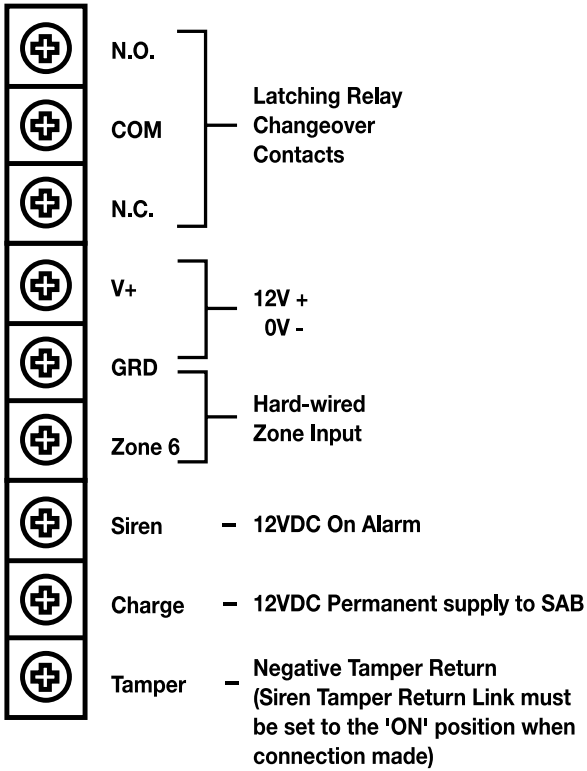 N.O.
COM
N.C.
Latching Relay
Changeover
Contacts
V+
GRD
12V +
0V -
Zone 6
Hard-wired
Zone Input
Siren - 12VDC On Alarm
Charge - 12VDC Permanent supply to SAB
Tamper - Negative Tamper Return
(Siren Tamper Return Link must
be set to the 'ON' position when
connection made)